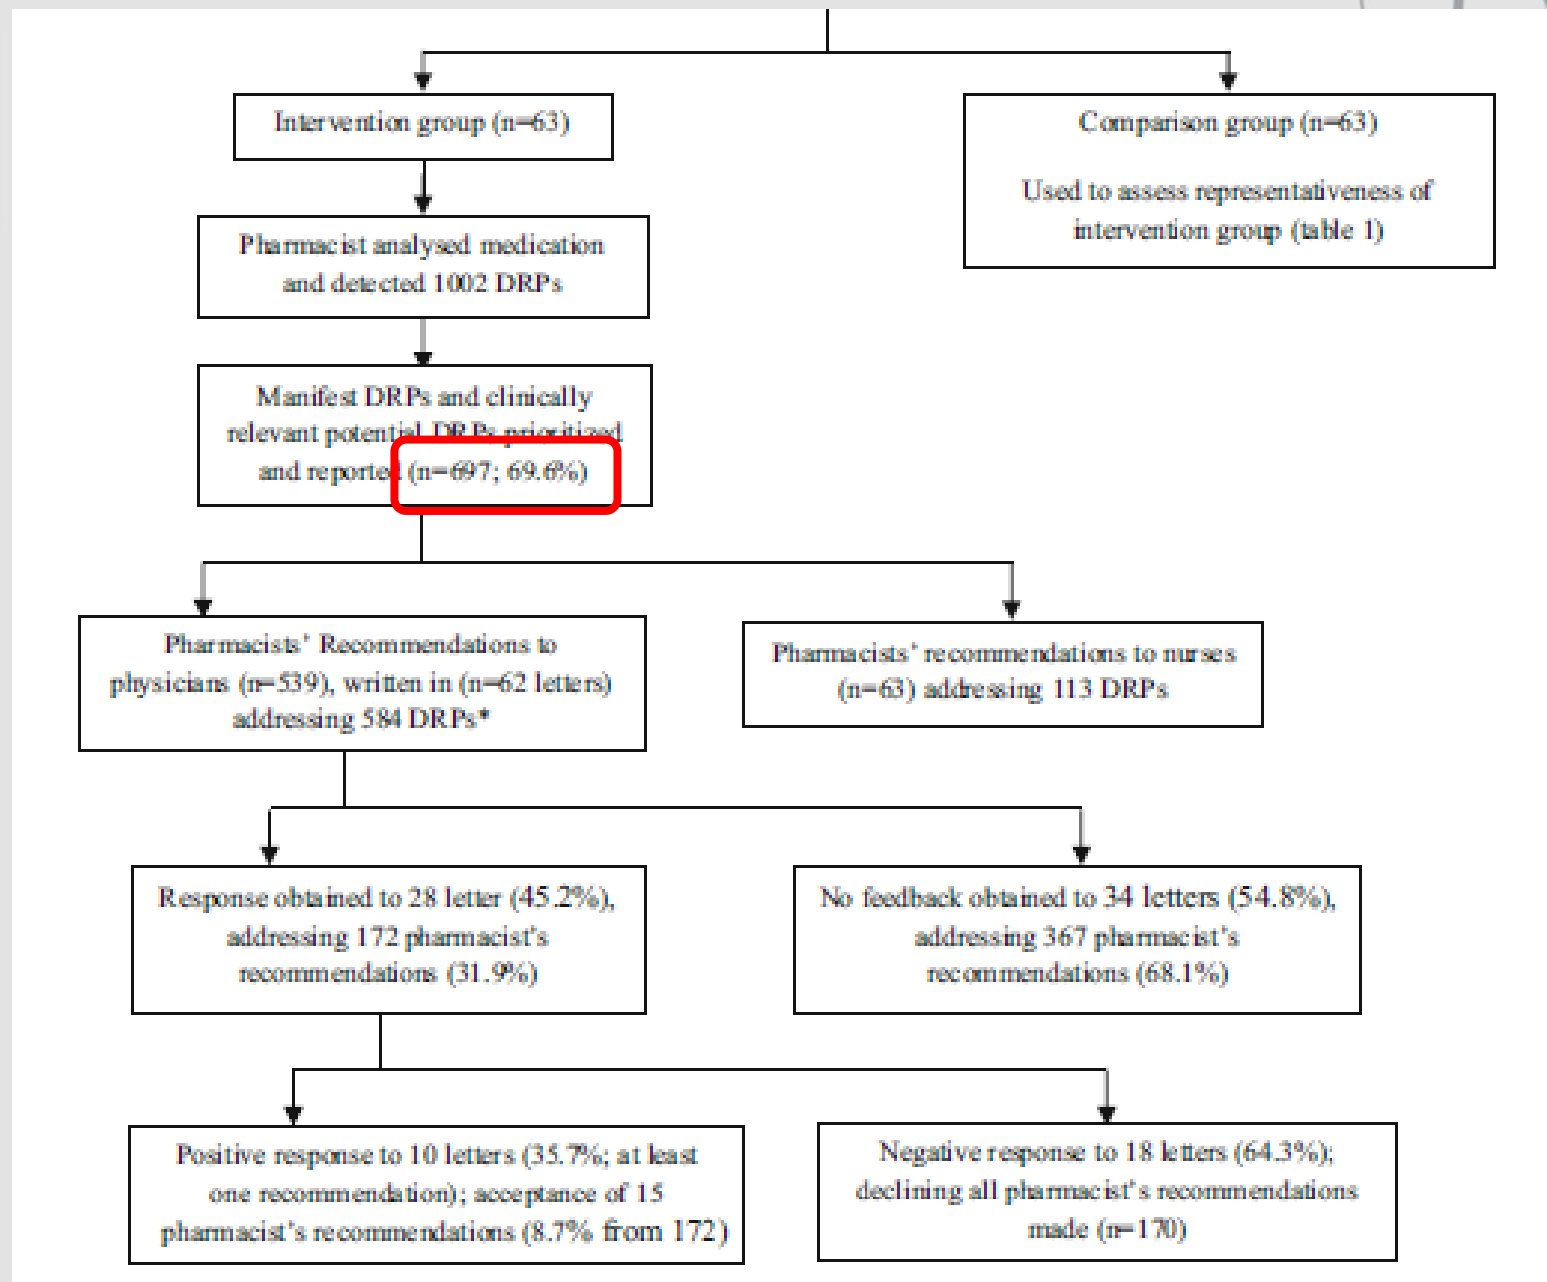 Intervention group (n=63)
Comparison group (n=63)
Used to assess representativeness of
intervention group (table 1)
Pharmacist analysed medication
and detected 1002 DRPs
Manifest DRPs and clinically
relevant potential DRPs prioritized
and reported (n=697; 69.6%)
Pharmacists' Recommendations to
physicians (n=539), written in (n=62 letters)
addressing 584 DRPs*
Pharmacists' recommendations to nurses
(n=63) addressing 113 DRPs
Response obtained to 28 letter (45.2%),
addressing 172 pharmacist's
recommendations (31.9%)
No feedback obtained to 34 letters (54.8%),
addressing 367 pharmacist's
recommendations (68.1%)
Positive response to 10 letters (35.7%; at least
one recommendation); acceptance of 15
pharmacist's recommendations (8.7% from 172)
Negative response to 18 letters (64.3%);
declining all pharmacist's recommendations
made (n=170)